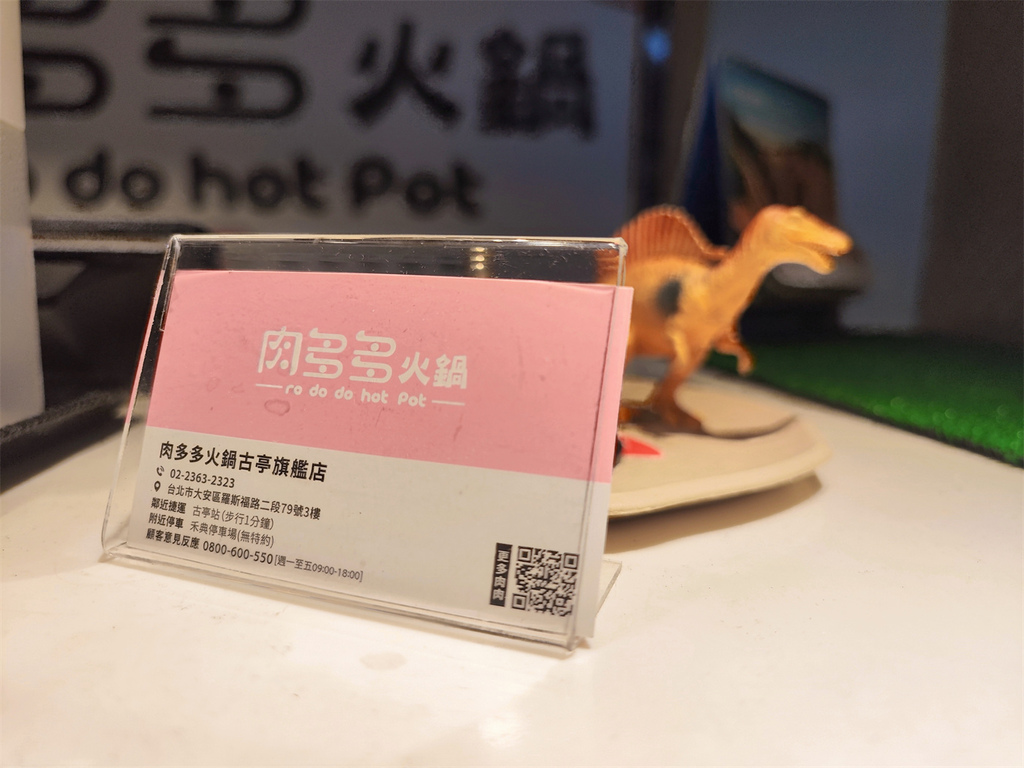 多多火鍋
do hot Pot
肉多多火鍋
ro do do hot Pot
肉多多火鍋古亭旗艦店
02-2363-2323
台北市大安區羅斯福路二段79號3樓
鄰近捷運 古亭站(步行1分鐘)
附近停車 禾典停車場(無特約)
顧客意見反應 0800-600-550 [週一至五09:00-18:00]
更多肉肉